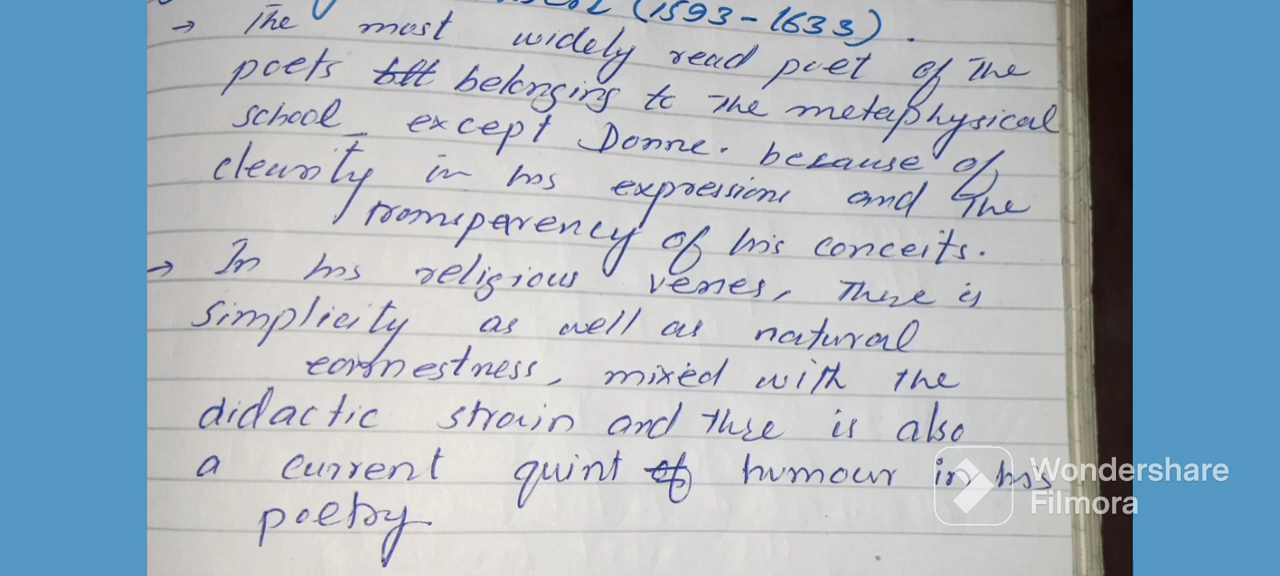 (1593-1633).
→ The most widely read poet of The
poets belonging to The metaphysical
school except Donne. because of
clearity in his expressions and The
transperency of his conceits.
→ In his religious verses, There is
simplicity as well as natural
earnestness, mixed with the
didactic strain and there is also
a current quint of humour in his
poetry.
Wondershare
Filmora